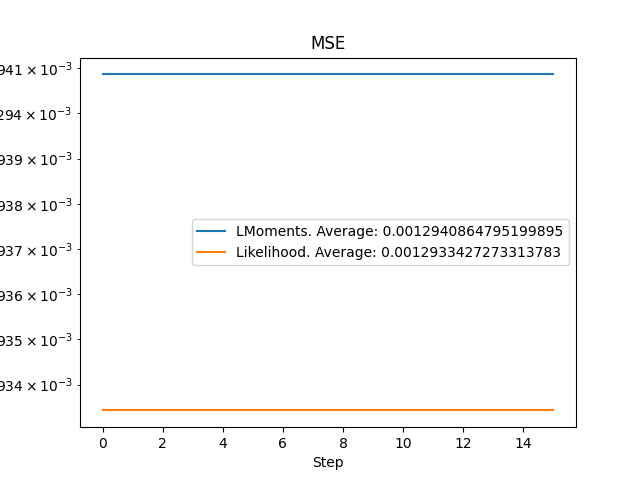 MSE
941 × 10⁻³
294 × 10⁻³
939 × 10⁻³
938 × 10⁻³
937 × 10⁻³
936 × 10⁻³
935 × 10⁻³
934 × 10⁻³
LMoments. Average: 0.0012940864795199895
Likelihood. Average: 0.0012933427273313783
0 2 4 6 8 10 12 14
Step